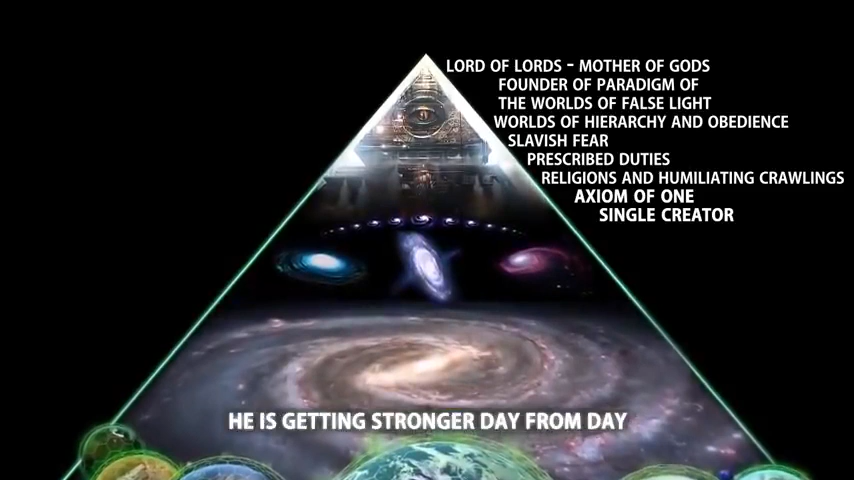 LORD OF LORDS - MOTHER OF GODS
FOUNDER OF PARADIGM OF
THE WORLDS OF FALSE LIGHT
WORLDS OF HIERARCHY AND OBEDIENCE
SLAVISH FEAR
PRESCRIBED DUTIES
RELIGIONS AND HUMILIATING CRAWLINGS
AXIOM OF ONE
SINGLE CREATOR
HE IS GETTING STRONGER DAY FROM DAY